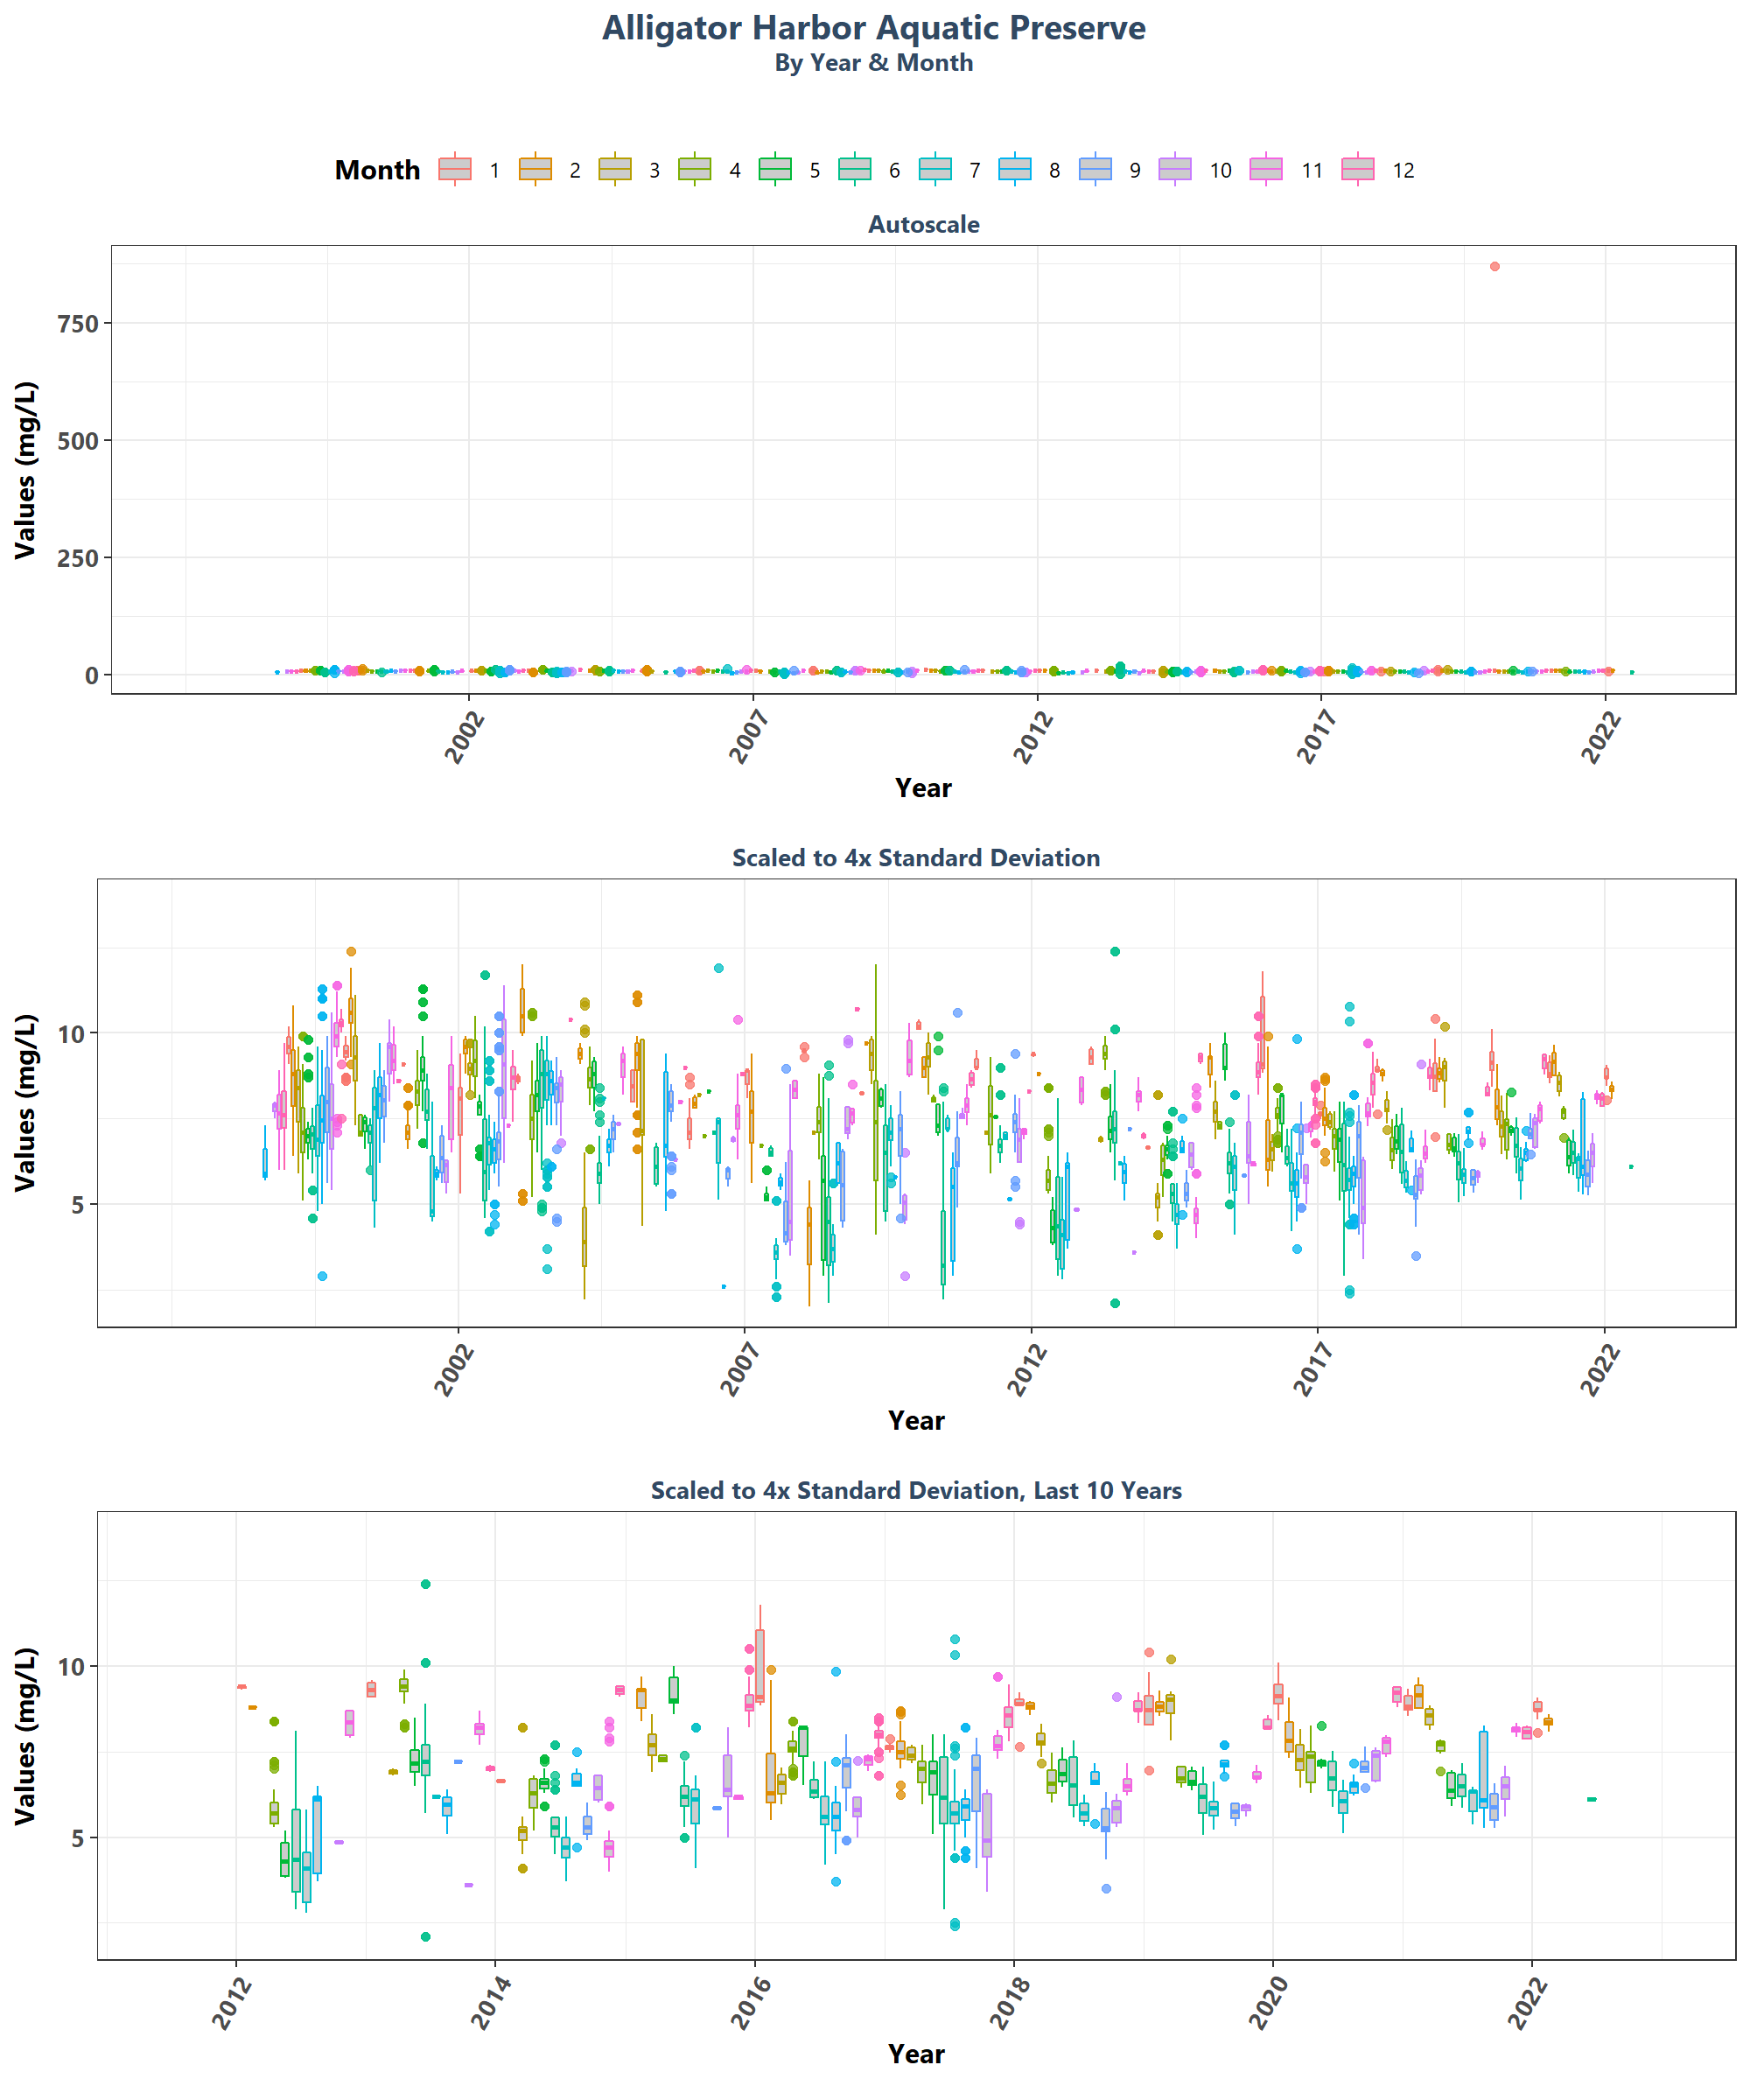 Alligator Harbor Aquatic Preserve
By Year & Month
Month 1 2 3 4 5 6 7 8 9 10 11 12
Autoscale
Values (mg/L)
750
500
250
0
2002 2007 2012 2017 2022
Year
Scaled to 4x Standard Deviation
Values (mg/L)
10
5
2002 2007 2012 2017 2022
Year
Scaled to 4x Standard Deviation, Last 10 Years
Values (mg/L)
10
5
2012 2014 2016 2018 2020 2022
Year